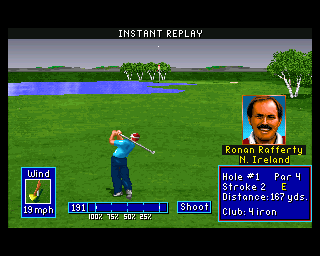 INSTANT REPLAY
Ronan Rafferty
N. Ireland
Wind
19 mph
191
100% 75% 50% 25%
Shoot
Hole #1 Par 4
Stroke 2 E
Distance: 167 yds.
Club: 4 iron